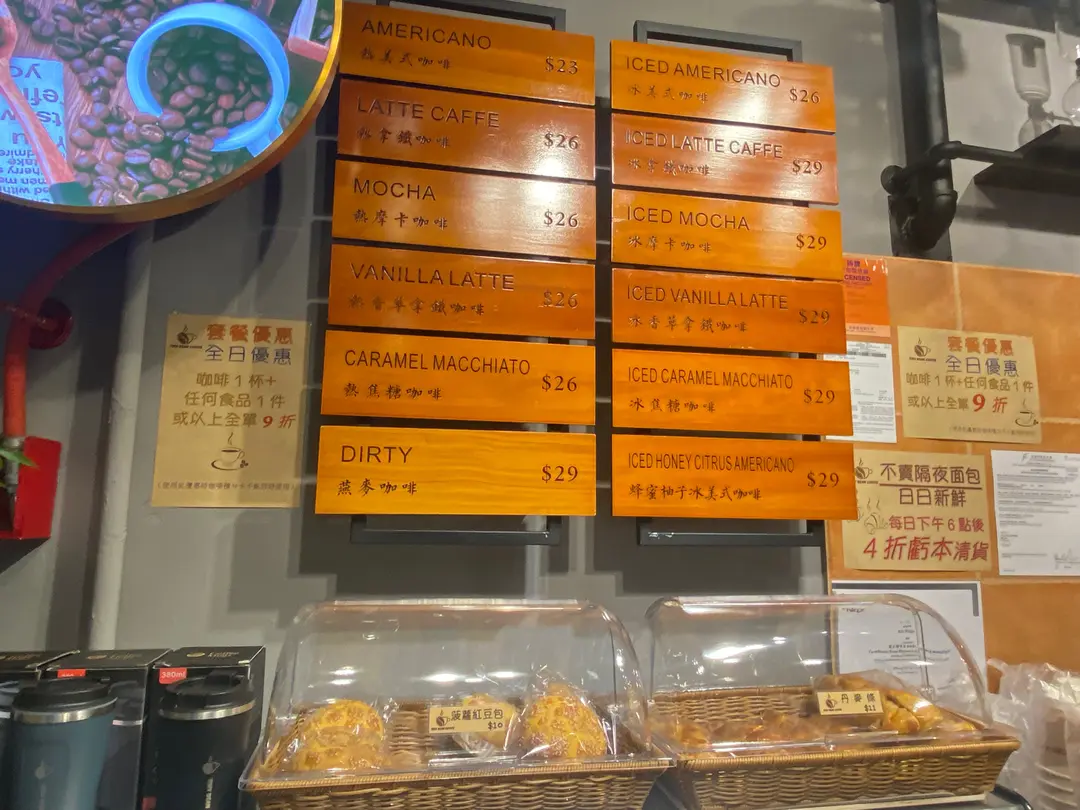 AMERICANO
熱美式咖啡 $23
LATTE CAFFE
熱拿鐵咖啡 $26
MOCHA
熱摩卡咖啡 $26
VANILLA LATTE
熱香草拿鐵咖啡 $26
CARAMEL MACCHIATO
熱焦糖咖啡 $26
DIRTY
燕麥咖啡 $29
ICED AMERICANO
冰美式咖啡 $26
ICED LATTE CAFFE
冰拿鐵咖啡 $29
ICED MOCHA
冰摩卡咖啡 $29
ICED VANILLA LATTE
冰香草拿鐵咖啡 $29
ICED CARAMEL MACCHIATO
冰焦糖咖啡 $29
ICED HONEY CITRUS AMERICANO
蜂蜜柚子冰美式咖啡 $29
套餐優惠
全日優惠
咖啡1杯+
任何食品1件
或以上全單9折
套餐優惠
全日優惠
咖啡1杯+任何食品1件
或以上全單9折
不賣隔夜面包
日日新鮮
每日下午6點後
4折虧本清貨
菠蘿紅豆包
$10
丹麥條
$11
380ml